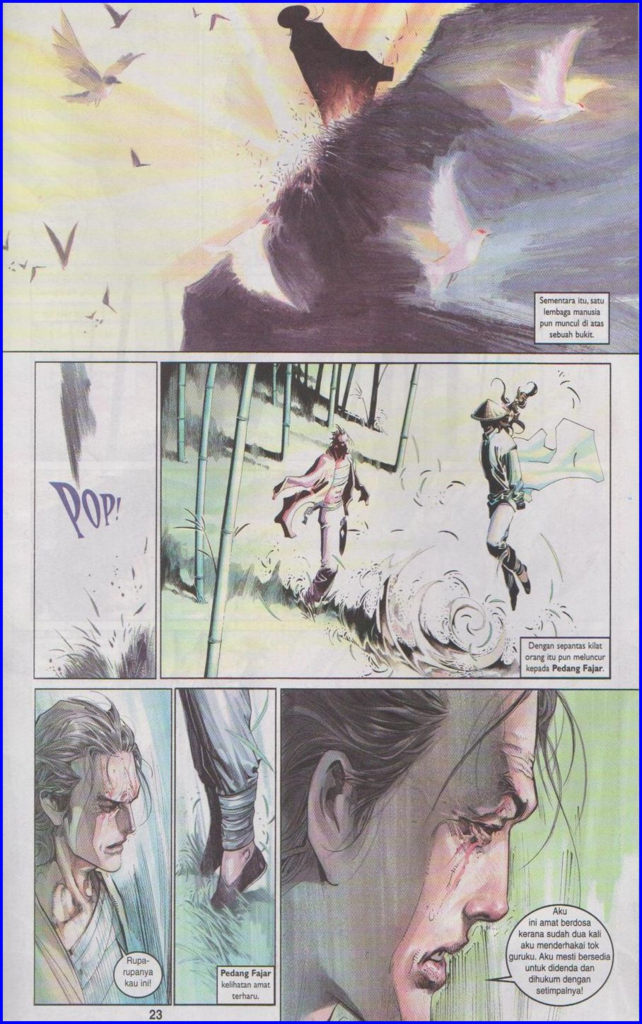 Sementara itu, satu
lembaga manusia
pun muncul di atas
sebuah bukit.
POP!
Dengan sepantas kilat
orang itu pun meluncur
kepada Pedang Fajar.
Rupa-
rupanya
kau ini!
Pedang Fajar
kelihatan amat
terharu.
Aku
ini amat berdosa
kerana sudah dua kali
aku menderhakai tok
guruku. Aku mesti bersedia
untuk didenda dan
dihukum dengan
setimpalnya!
23